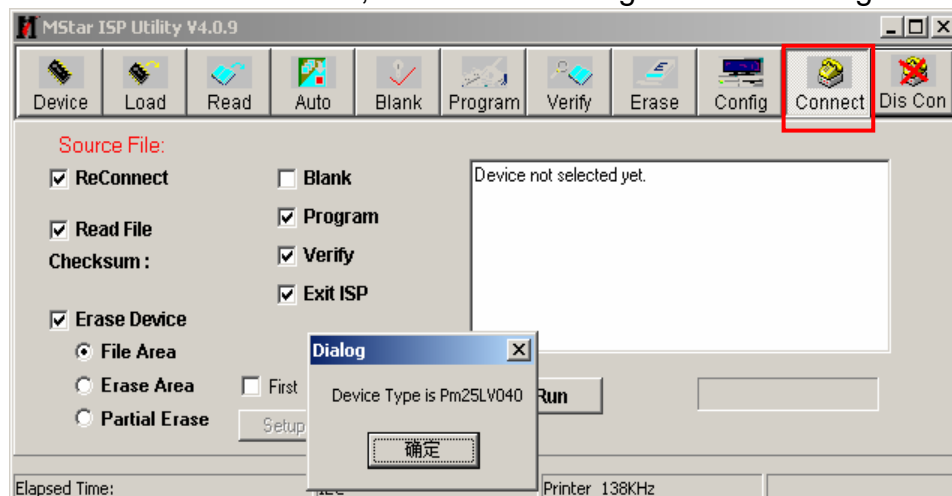 MStar ISP Utility V4.0.9
Device Load Read Auto Blank Program Verify Erase Config Connect Dis Con
Source File:
ReConnect
Blank
Device not selected yet.
Read File
Program
Checksum :
Verify
Exit ISP
Erase Device
File Area
Dialog
Erase Area
First
Device Type is Pm25LV040
Run
Partial Erase
Setup
确定
Elapsed Time:
Printer 138KHz